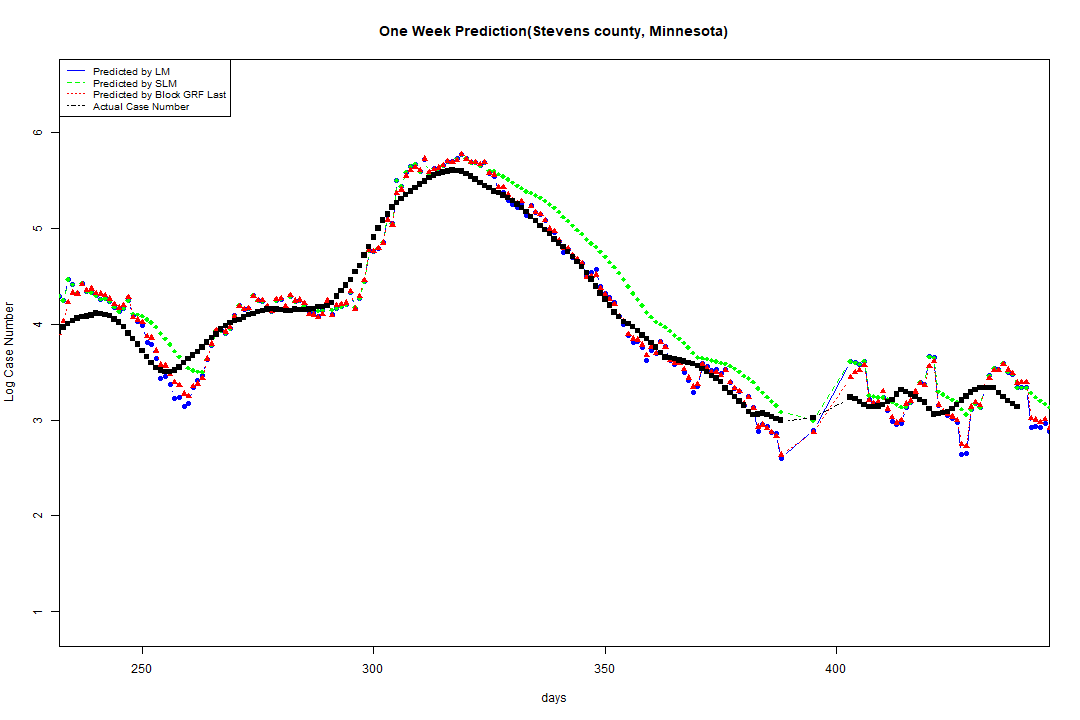 One Week Prediction(Stevens county, Minnesota)
Predicted by LM
Predicted by SLM
Predicted by Block GRF Last
Actual Case Number
6
5
4
3
2
1
Log Case Number
250
300
350
400
days